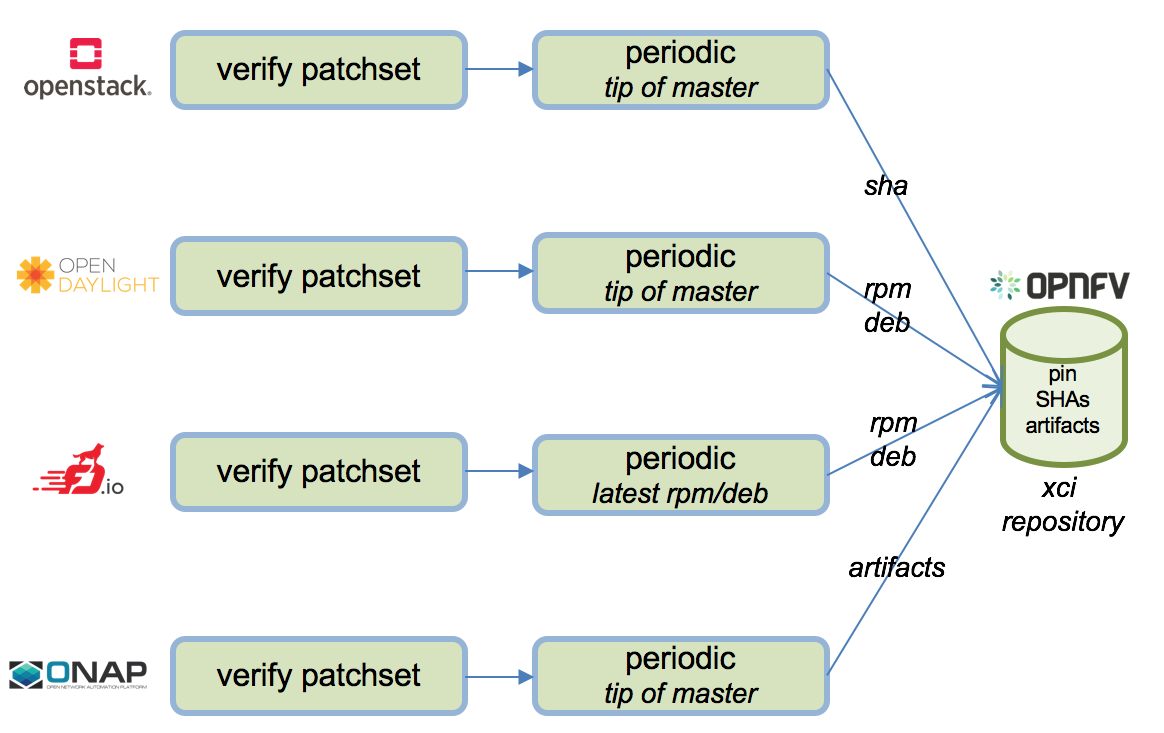 openstack.
verify patchset
periodic
tip of master
sha
OPEN
DAYLIGHT
verify patchset
periodic
tip of master
rpm
deb
OPNFV
pin
SHAs
artifacts
xci
repository
.io
verify patchset
periodic
latest rpm/deb
rpm
deb
artifacts
ONAP
OPEN NETWORK AUTOMATION PLATFORM
verify patchset
periodic
tip of master